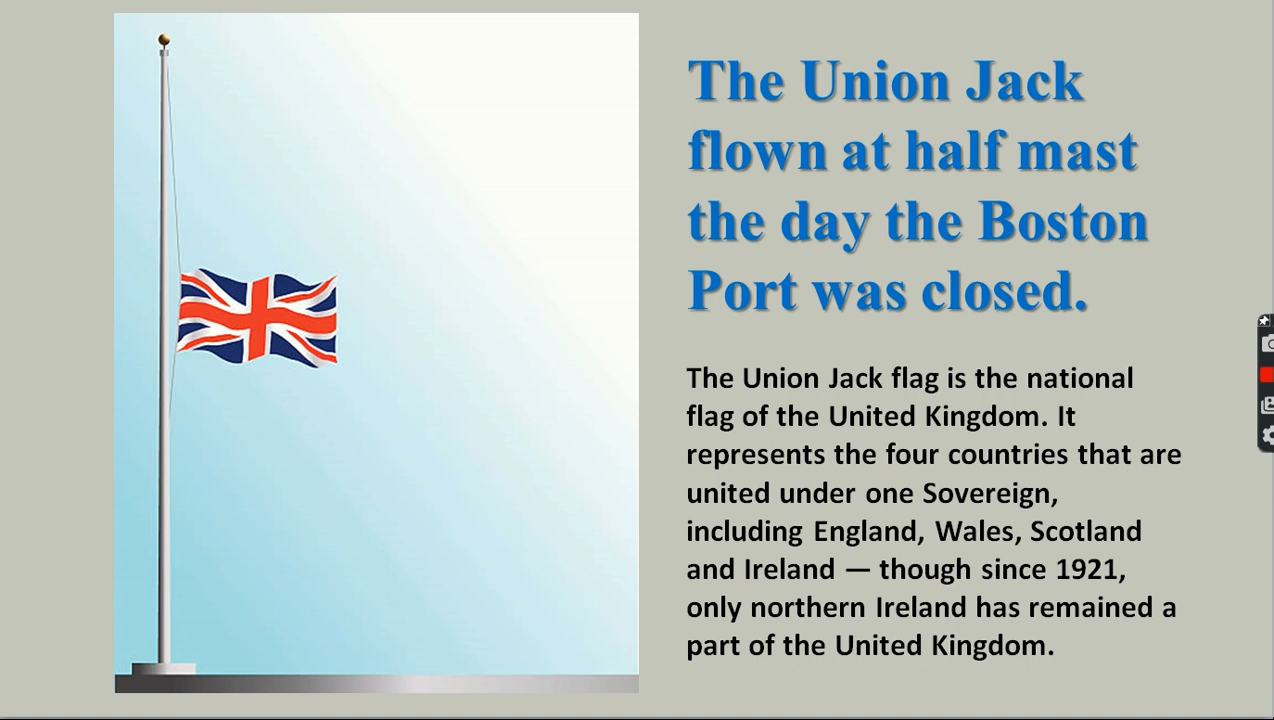 The Union Jack
flown at half mast
the day the Boston
Port was closed.
The Union Jack flag is the national
flag of the United Kingdom. It
represents the four countries that are
united under one Sovereign,
including England, Wales, Scotland
and Ireland — though since 1921,
only northern Ireland has remained a
part of the United Kingdom.